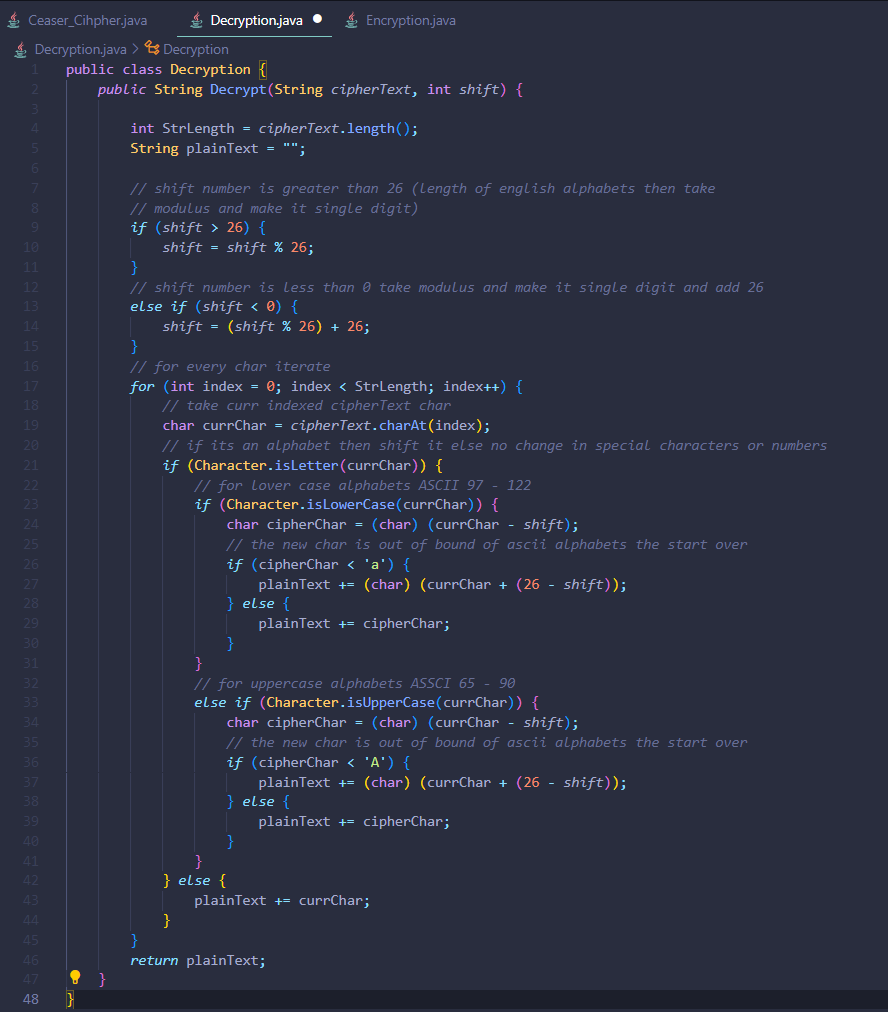 Ceaser_Cihpher.java Decryption.java Encryption.java
Decryption.java > Decryption
1 public class Decryption {
2 public String Decrypt(String cipherText, int shift) {
3
4 int StrLength = cipherText.length();
5 String plainText = "";
6
7 // shift number is greater than 26 (length of english alphabets then take
8 // modulus and make it single digit)
9 if (shift > 26) {
10 shift = shift % 26;
11 }
12 // shift number is less than 0 take modulus and make it single digit and add 26
13 else if (shift < 0) {
14 shift = (shift % 26) + 26;
15 }
16 // for every char iterate
17 for (int index = 0; index < StrLength; index++) {
18 // take curr indexed cipherText char
19 char currChar = cipherText.charAt(index);
20 // if its an alphabet then shift it else no change in special characters or numbers
21 if (Character.isLetter(currChar)) {
22 // for lover case alphabets ASCII 97 - 122
23 if (Character.isLowerCase(currChar)) {
24 char cipherChar = (char) (currChar - shift);
25 // the new char is out of bound of ascii alphabets the start over
26 if (cipherChar < 'a') {
27 plainText += (char) (currChar + (26 - shift));
28 } else {
29 plainText += cipherChar;
30 }
31 }
32 // for uppercase alphabets ASSCI 65 - 90
33 else if (Character.isUpperCase(currChar)) {
34 char cipherChar = (char) (currChar - shift);
35 // the new char is out of bound of ascii alphabets the start over
36 if (cipherChar < 'A') {
37 plainText += (char) (currChar + (26 - shift));
38 } else {
39 plainText += cipherChar;
40 }
41 }
42 } else {
43 plainText += currChar;
44 }
45 }
46 return plainText;
47 }
48 }